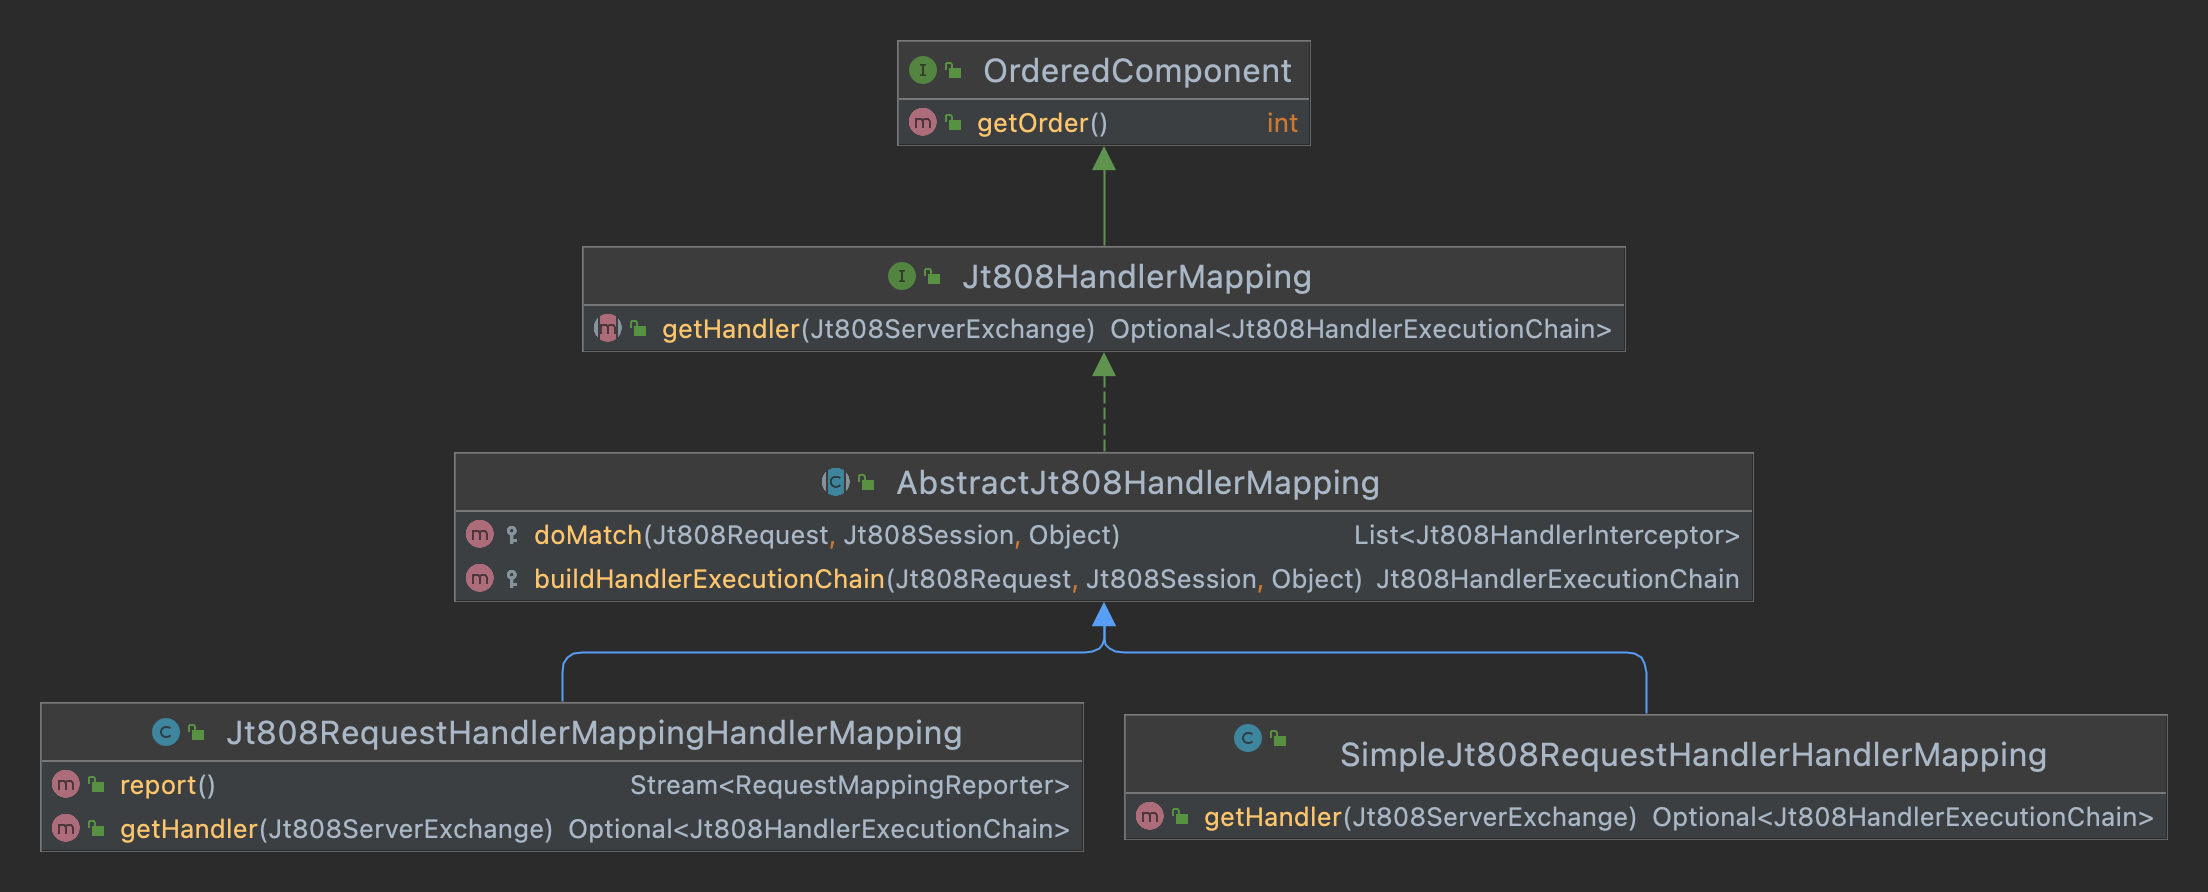 OrderedComponent
getOrder() int
Jt808HandlerMapping
getHandler(Jt808ServerExchange) Optional<Jt808HandlerExecutionChain>
AbstractJt808HandlerMapping
doMatch(Jt808Request, Jt808Session, Object) List<Jt808HandlerInterceptor>
buildHandlerExecutionChain(Jt808Request, Jt808Session, Object) Jt808HandlerExecutionChain
Jt808RequestHandlerMappingHandlerMapping
report() Stream<RequestMappingReporter>
getHandler(Jt808ServerExchange) Optional<Jt808HandlerExecutionChain>
SimpleJt808RequestHandlerHandlerMapping
getHandler(Jt808ServerExchange) Optional<Jt808HandlerExecutionChain>